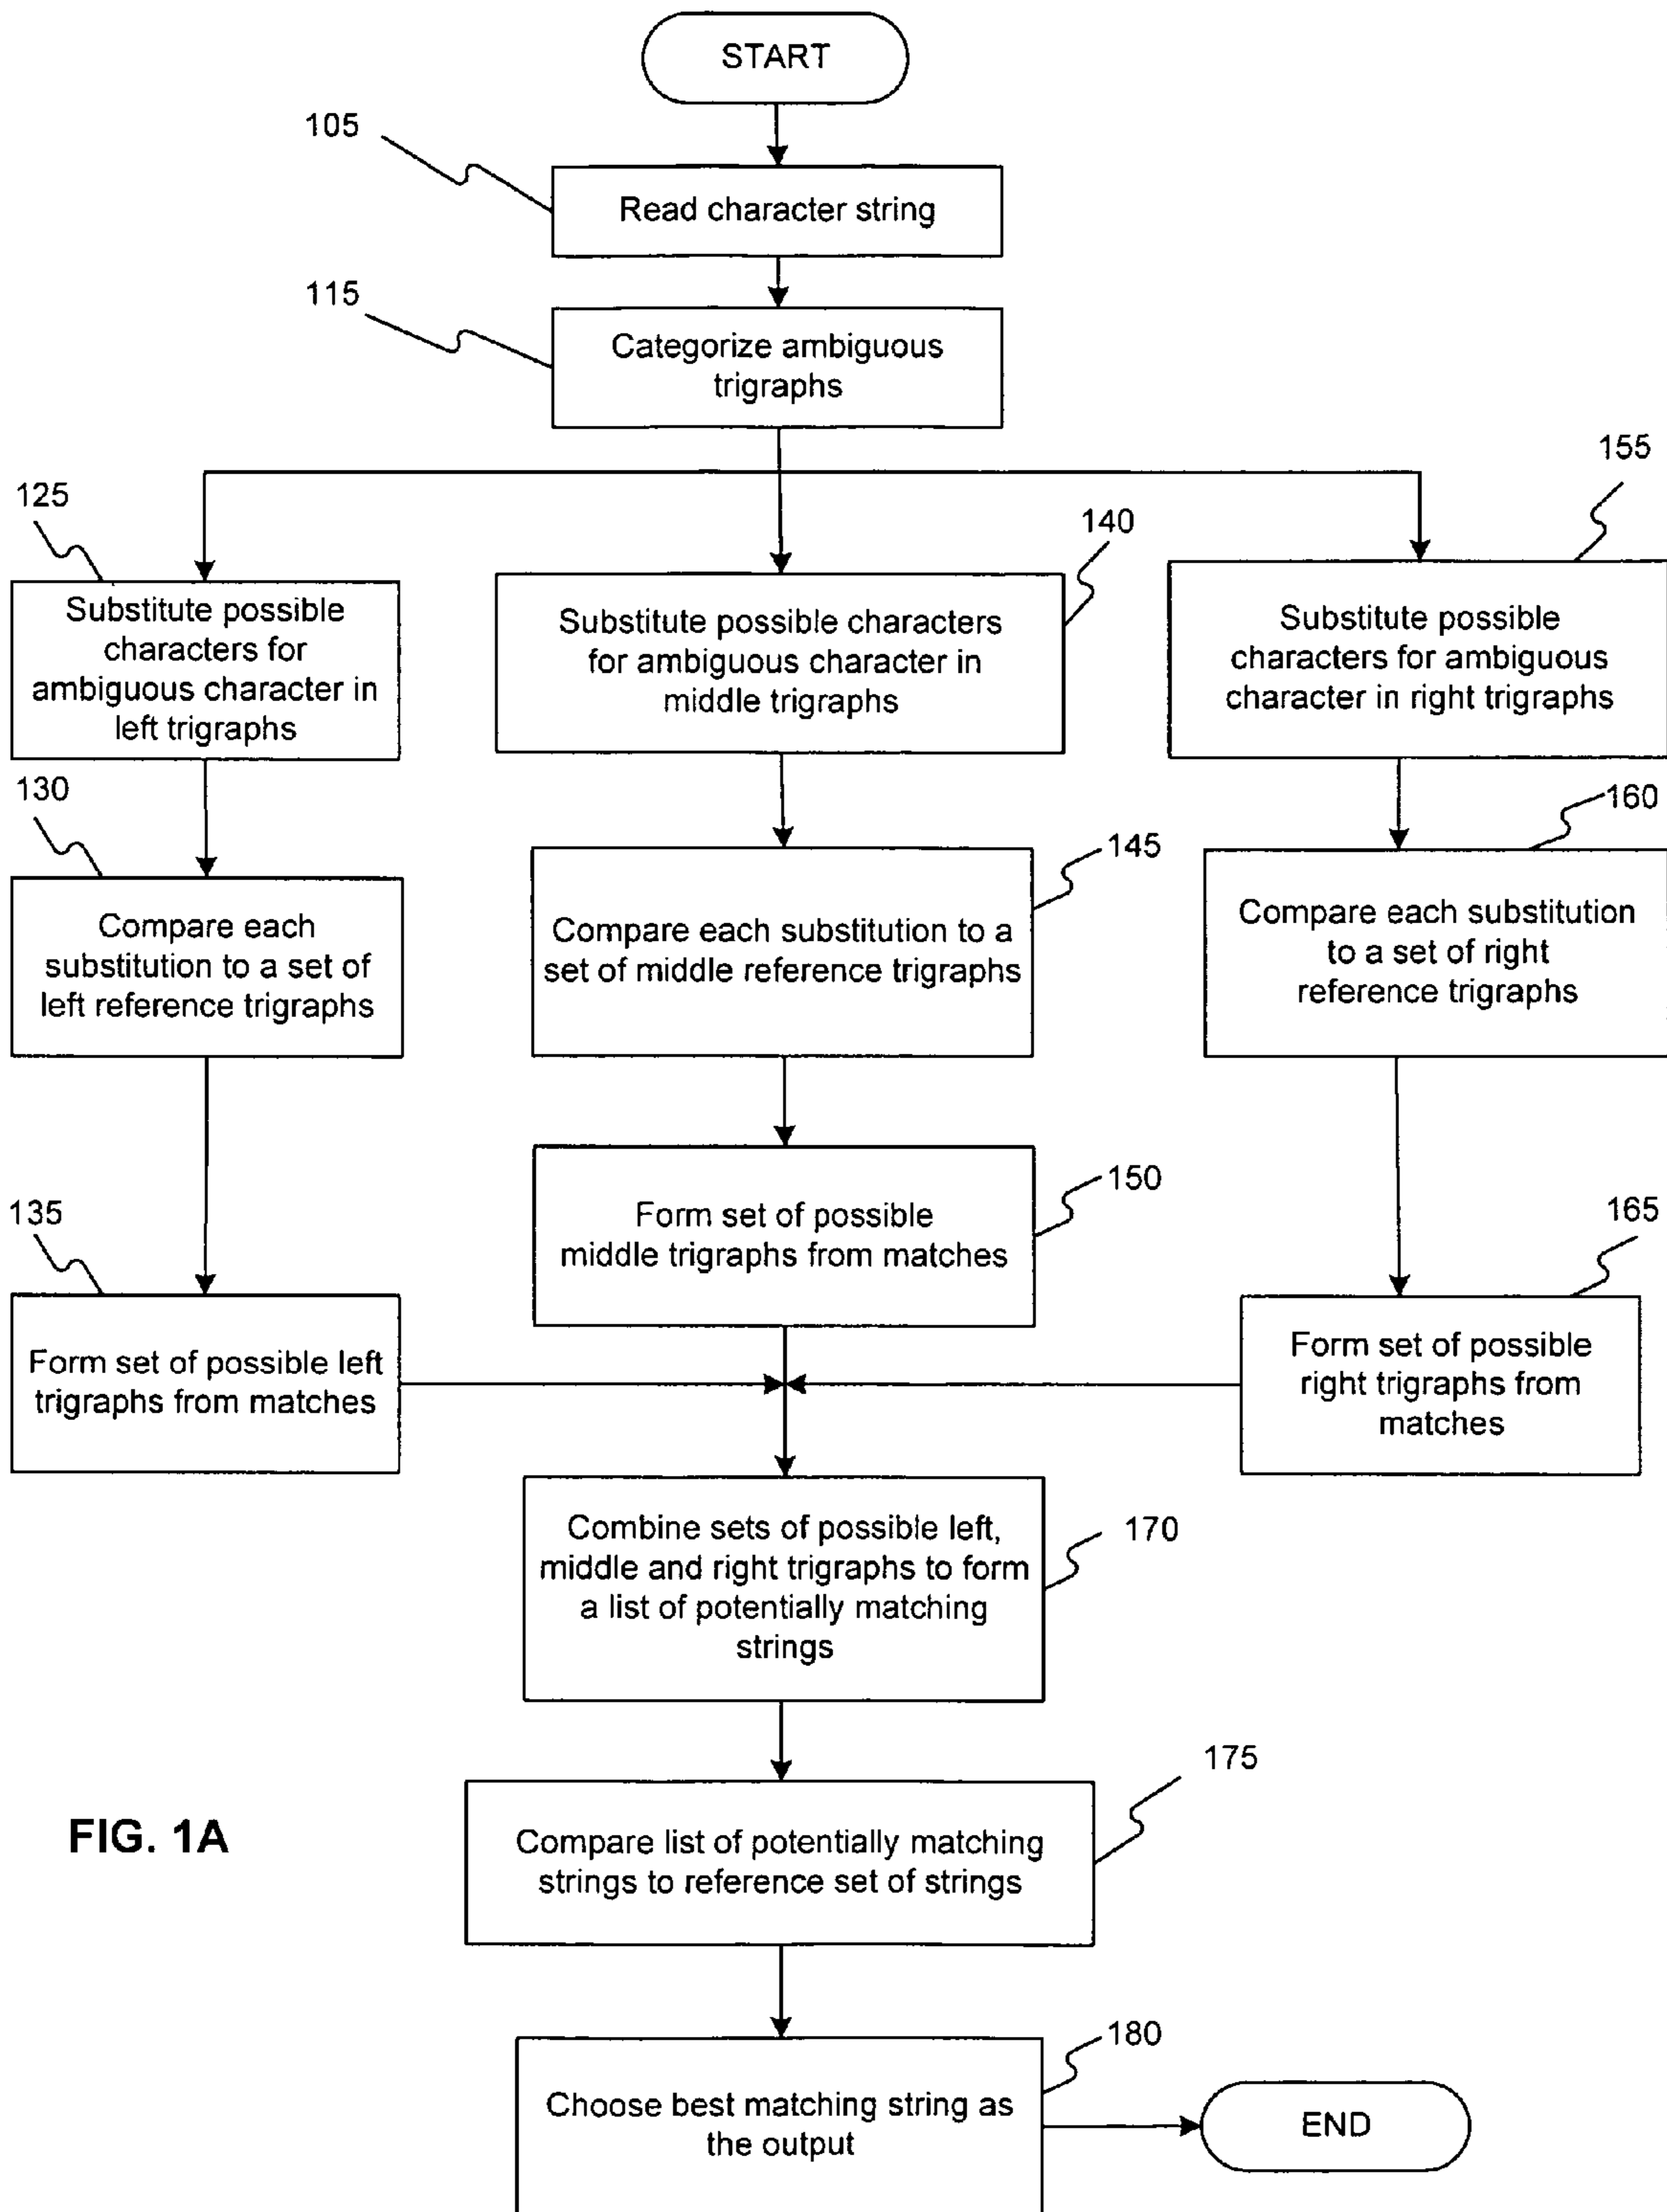 START
105
Read character string
115
Categorize ambiguous
trigraphs
155
125
140
Substitute possible
characters for
ambiguous character in
left trigraphs
Substitute possible characters
for ambiguous character in
middle trigraphs
Substitute possible
characters for ambiguous
character in right trigraphs
130
160
145
Compare each
substitution to a set of
left reference trigraphs
Compare each substitution to a
set of middle reference trigraphs
Compare each substitution
to a set of right
reference trigraphs
150
135
165
Form set of possible
middle trigraphs from matches
Form set of possible left
trigraphs from matches
Form set of possible
right trigraphs from
matches
170
Combine sets of possible left,
middle and right trigraphs to form
a list of potentially matching
strings
175
FIG. 1A
Compare list of potentially matching
strings to reference set of strings
180
Choose best matching string as
the output
END